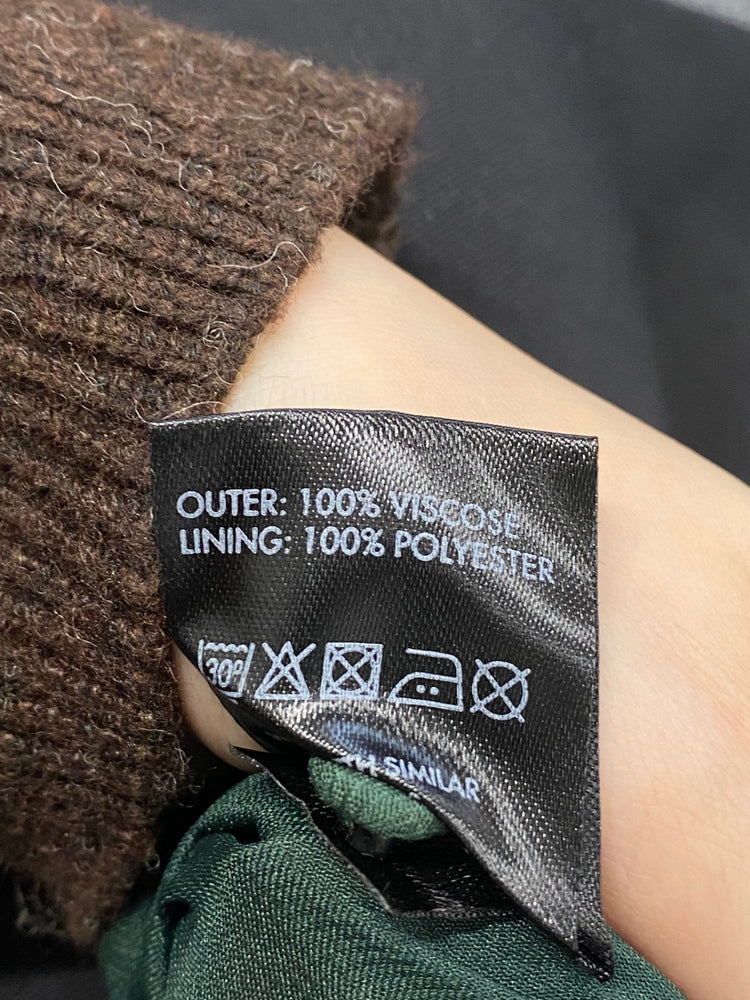 OUTER: 100% VISCOSE
LINING: 100% POLYESTER
30°
SIMILAR